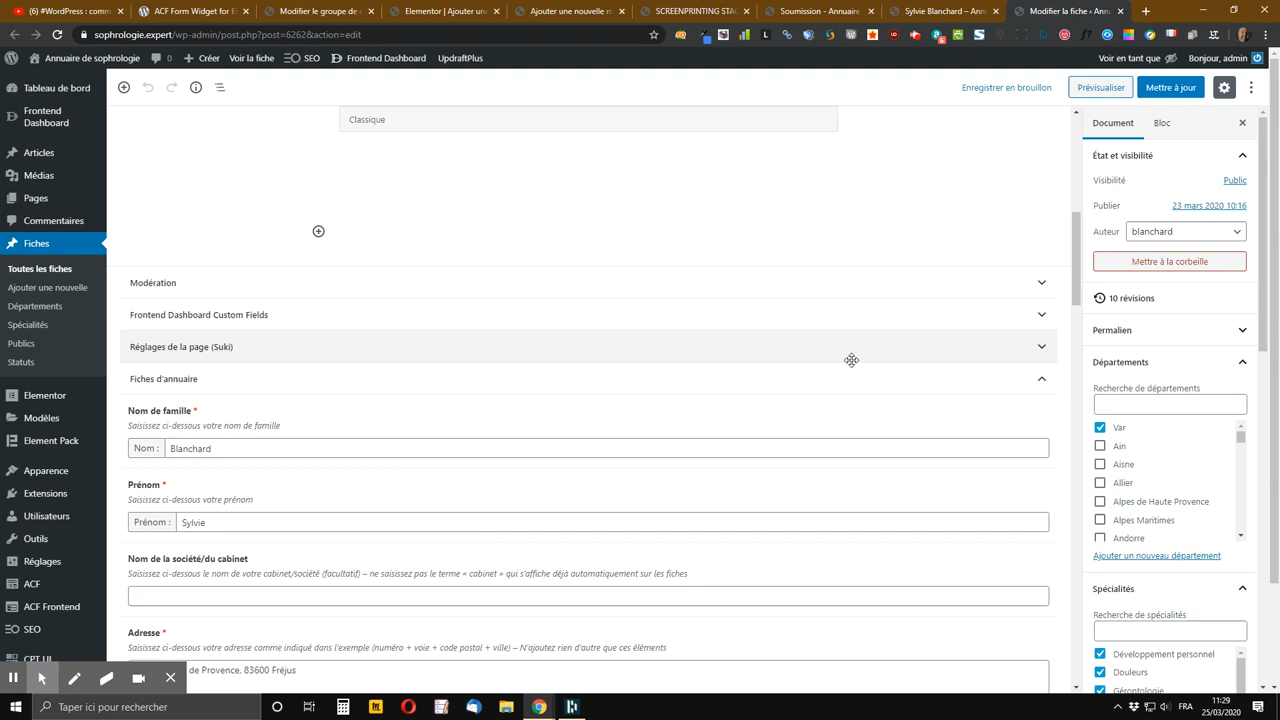 (6) #WordPress : comm
ACF Form Réglages de E
Modifier le groupe de c
Elementor | Ajouter une
Ajouter une nouvelle m
SCREENPRINTING STAG
Soumission - Annuaire
Sylvie Blanchard – Ann
Modifier un article ‹ Ann
sophrologie.expert/wp-admin/post.php?post=6262&action=edit
Annuaire de sophrologie
0
Créer
Voir la fiche
SEO
Frontend Dashboard
UpdraftPlus
Voir en tant que
Bonjour, admin
Tableau de bord
Frontend
Dashboard
Articles
Médias
Pages
Commentaires
Fiches
Toutes les fiches
Ajouter une nouvelle
Départements
Spécialités
Publics
Statuts
Elementor
Modèles
Element Pack
Apparence
Extensions
Utilisateurs
Outils
Réglages
ACF
ACF Frontend
SEO
CPT UI
Enregistrer en brouillon
Prévisualiser
Mettre à jour
Classique
Modération
Frontend Dashboard Custom Fields
Réglages de la page (Suki)
Fiches d'annuaire
Nom de famille *
Saisissez ci-dessous votre nom de famille
Nom :
Blanchard
Prénom *
Saisissez ci-dessous votre prénom
Prénom :
Sylvie
Nom de la société/du cabinet
Saisissez ci-dessous le nom de votre cabinet/société (facultatif) – ne saisissez pas le terme « cabinet » qui s'affiche déjà automatiquement sur les fiches
Adresse *
Saisissez ci-dessous votre adresse comme indiqué dans l'exemple (numéro + voie + code postal + ville) – N'ajoutez rien d'autre que ces éléments
de Provence, 83600 Fréjus
Document
Bloc
État et visibilité
Visibilité
Public
Publier
23 mars 2020 10:16
Auteur
blanchard
Mettre à la corbeille
10 révisions
Permalien
Départements
Recherche de départements
Var
Ain
Aisne
Allier
Alpes de Haute Provence
Alpes Maritimes
Andorre
Ajouter un nouveau département
Spécialités
Recherche de spécialités
Développement personnel
Douleurs
Gérontologie
Taper ici pour rechercher
FRA
11:29
25/03/2020